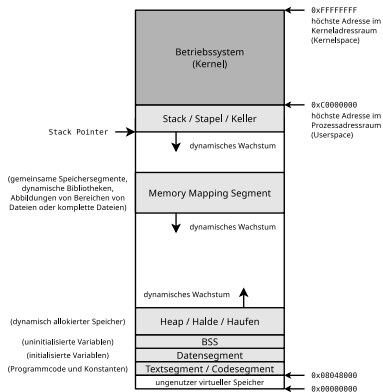 0xFFFFFFFF
höchste Adresse im
Kerneladressraum
(Kernelspace)
Betriebssystem
(Kernel)
0xC0000000
höchste Adresse im
Prozessadressraum
(Userspace)
Stack / Stapel / Keller
Stack Pointer
dynamisches Wachstum
(gemeinsame Speichersegmente,
dynamische Bibliotheken,
Abbildungen von Bereichen von
Dateien oder komplette Dateien)
Memory Mapping Segment
dynamisches Wachstum
dynamisches Wachstum
(dynamisch allokierter Speicher)
Heap / Halde / Haufen
(uninitialisierte Variablen)
BSS
(initialisierte Variablen)
Datensegment
(Programmcode und Konstanten)
Textsegment / Codesegment
0x08048000
ungenutzer virtueller Speicher
0x00000000